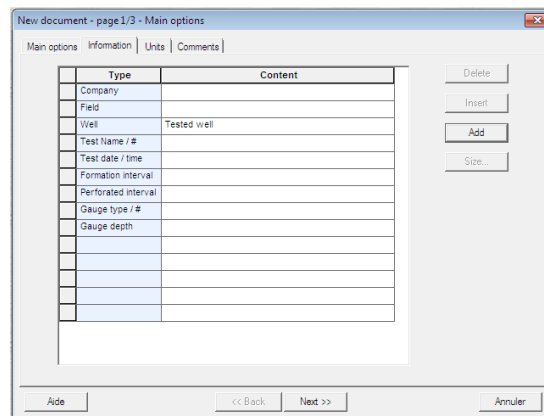 New document - page 1/3 - Main options
Main options Information Units Comments
Type Content
Company
Field
Well Tested well
Test Name / #
Test date / time
Formation interval
Perforated interval
Gauge type / #
Gauge depth
Delete
Insert
Add
Size...
Aide << Back Next >> Annuler